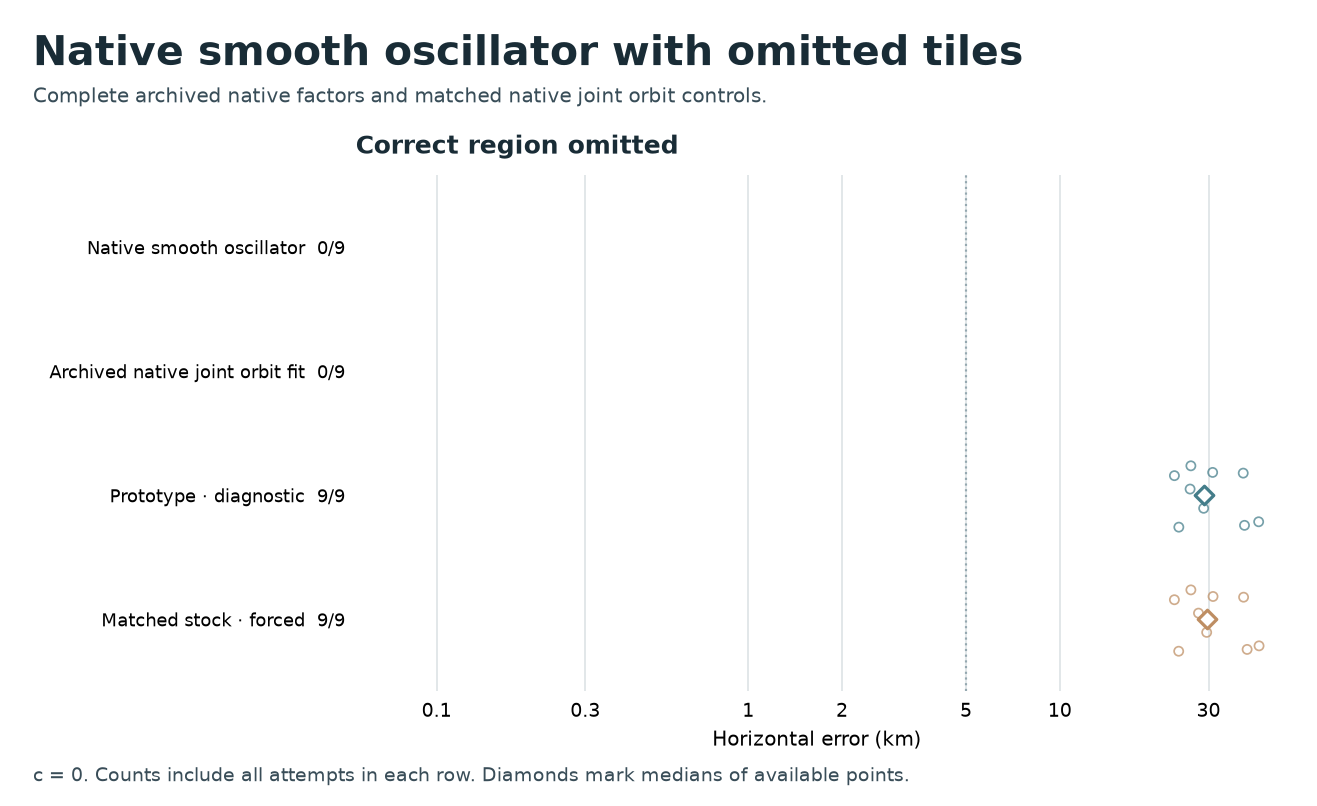 Native smooth oscillator with omitted tiles
Complete archived native factors and matched native joint orbit controls.
Correct region omitted
Native smooth oscillator 0/9
Archived native joint orbit fit 0/9
Prototype · diagnostic 9/9
Matched stock · forced 9/9
0.1 0.3 1 2 5 10 30
Horizontal error (km)
c = 0. Counts include all attempts in each row. Diamonds mark medians of available points.